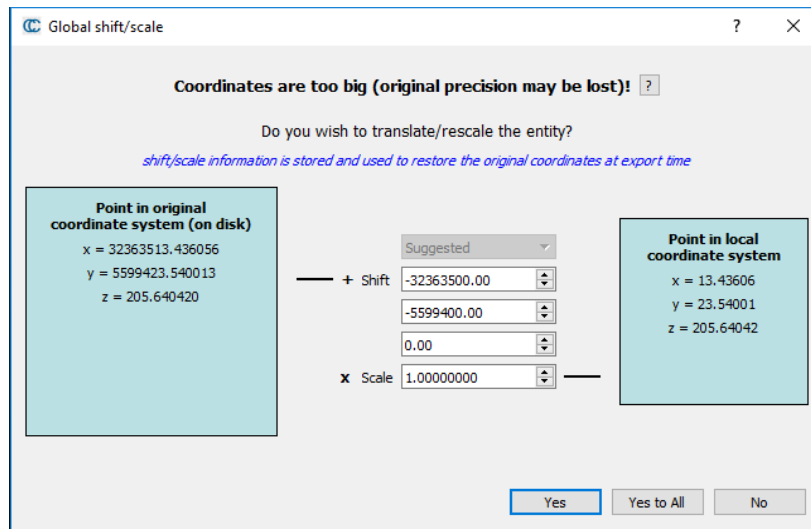 Global shift/scale
?
Coordinates are too big (original precision may be lost)! ?
Do you wish to translate/rescale the entity?
shift/scale information is stored and used to restore the original coordinates at export time
Point in original
coordinate system (on disk)
x = 32363513.436056
y = 5599423.540013
z = 205.640420
Suggested
+ Shift -32363500.00
-5599400.00
0.00
x Scale 1.00000000
Point in local
coordinate system
x = 13.43606
y = 23.54001
z = 205.64042
Yes Yes to All No